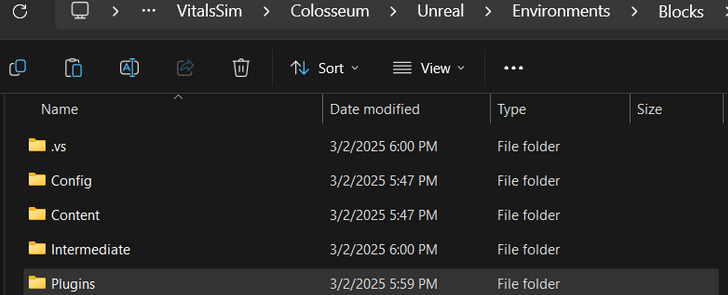 ... VitalsSim > Colosseum > Unreal > Environments > Blocks >
Sort View ...
Name Date modified Type Size
.vs 3/2/2025 6:00 PM File folder
Config 3/2/2025 5:47 PM File folder
Content 3/2/2025 5:47 PM File folder
Intermediate 3/2/2025 6:00 PM File folder
Plugins 3/2/2025 5:59 PM File folder